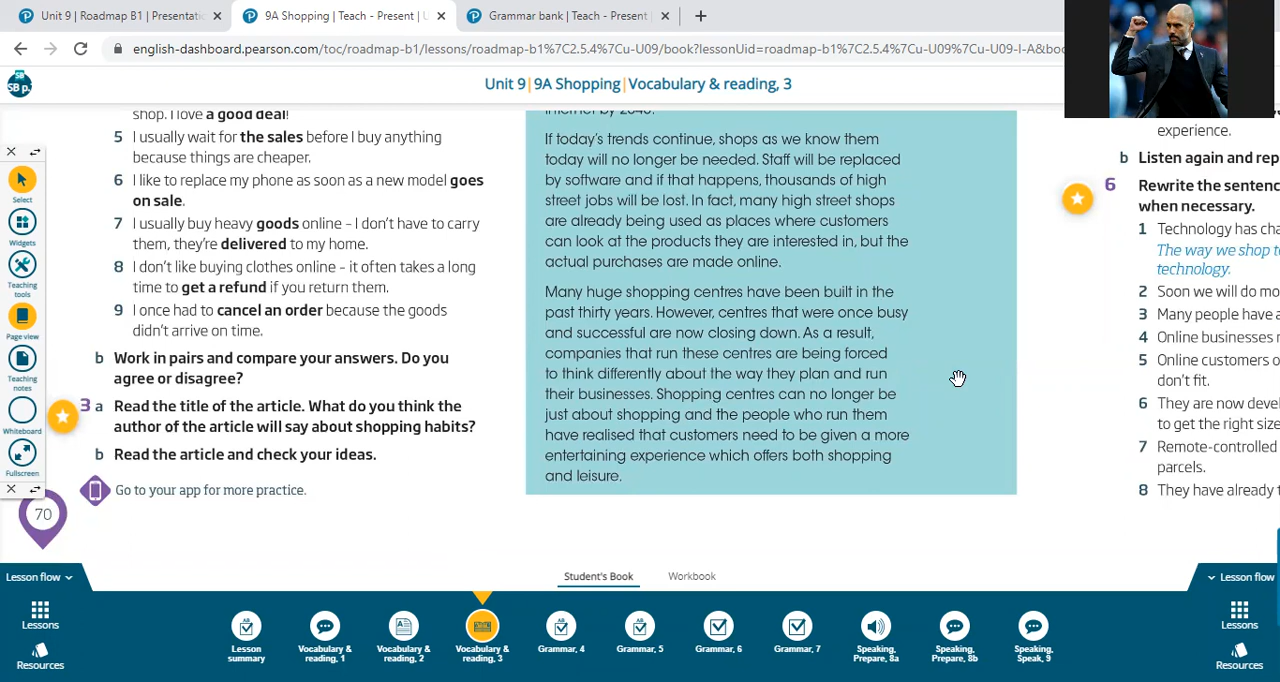 Unit 9 | Roadmap B1 | Presentati
9A Shopping | Teach - Present | U
Grammar bank | Teach - Present
english-dashboard.pearson.com/toc/roadmap-b1/lessons/roadmap-b1%7C2.5.4%7Cu-U09/book?lessonUid=roadmap-b1%7C2.5.4%7Cu-U09%7Cu-U09-I-A&boo
SB
SB p.7
Unit 9 | 9A Shopping | Vocabulary & reading, 3
Select
Widgets
Teaching
tools
Page view
Teaching
notes
Whiteboard
Fullscreen
shop. I love a good deal!
5 I usually wait for the sales before I buy anything
because things are cheaper.
6 I like to replace my phone as soon as a new model goes
on sale.
7 I usually buy heavy goods online – I don't have to carry
them, they're delivered to my home.
8 I don't like buying clothes online – it often takes a long
time to get a refund if you return them.
9 I once had to cancel an order because the goods
didn't arrive on time.
b Work in pairs and compare your answers. Do you
agree or disagree?
3 a Read the title of the article. What do you think the
author of the article will say about shopping habits?
b Read the article and check your ideas.
Go to your app for more practice.
70
internet by 2040.
If today's trends continue, shops as we know them
today will no longer be needed. Staff will be replaced
by software and if that happens, thousands of high
street jobs will be lost. In fact, many high street shops
are already being used as places where customers
can look at the products they are interested in, but the
actual purchases are made online.
Many huge shopping centres have been built in the
past thirty years. However, centres that were once busy
and successful are now closing down. As a result,
companies that run these centres are being forced
to think differently about the way they plan and run
their businesses. Shopping centres can no longer be
just about shopping and the people who run them
have realised that customers need to be given a more
entertaining experience which offers both shopping
and leisure.
experience.
b Listen again and rep
6 Rewrite the sentenc
when necessary.
1 Technology has cha
The way we shop to
technology.
2 Soon we will do mo
3 Many people have a
4 Online businesses n
5 Online customers o
don't fit.
6 They are now devel
to get the right size
7 Remote-controlled
parcels.
8 They have already t
Student's Book
Workbook
Lesson flow
Lessons
Resources
Lesson
summary
Vocabulary &
reading, 1
Vocabulary &
reading, 2
Vocabulary &
reading, 3
Grammar, 4
Grammar, 5
Grammar, 6
Grammar, 7
Speaking,
Prepare, 8a
Speaking,
Prepare, 8b
Speaking,
Speak, 9
Lesson flow
Lessons
Resources